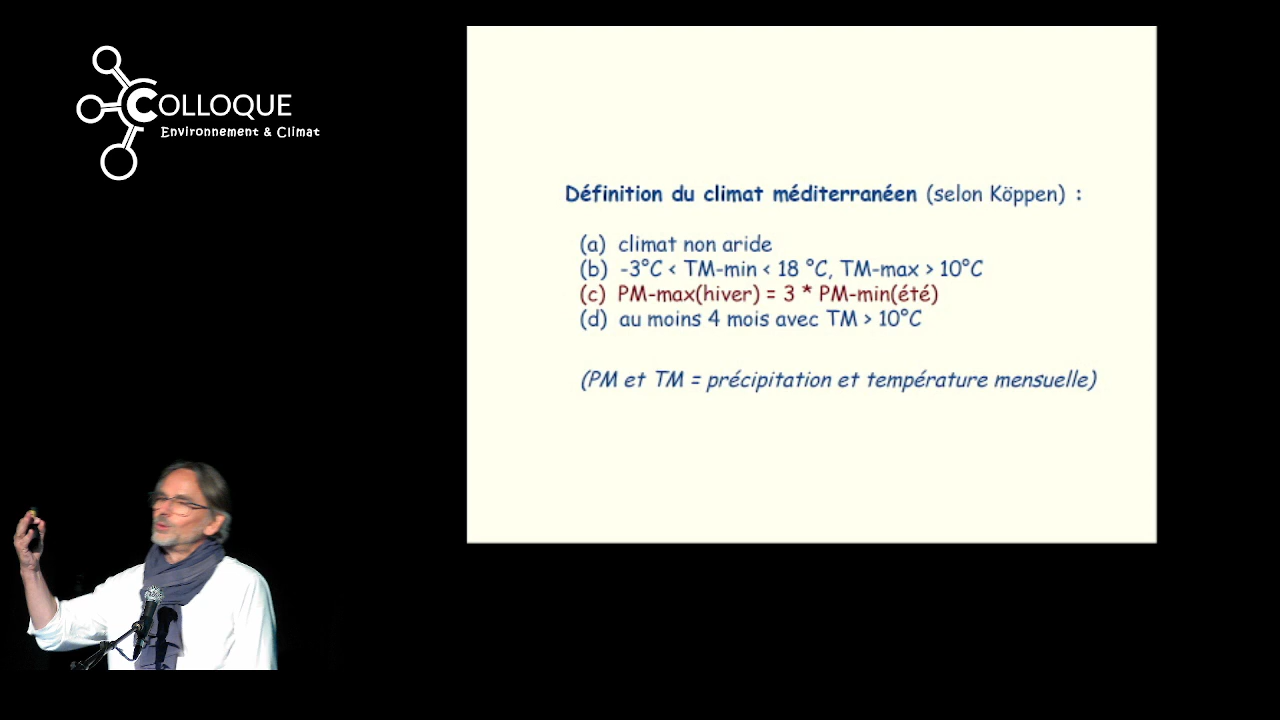 COLLOQUE
Environnement & Climat
Définition du climat méditerranéen (selon Köppen) :
(a) climat non aride
(b) -3°C < TM-min < 18 °C, TM-max > 10°C
(c) PM-max(hiver) = 3 * PM-min(été)
(d) au moins 4 mois avec TM > 10°C
(PM et TM = précipitation et température mensuelle)